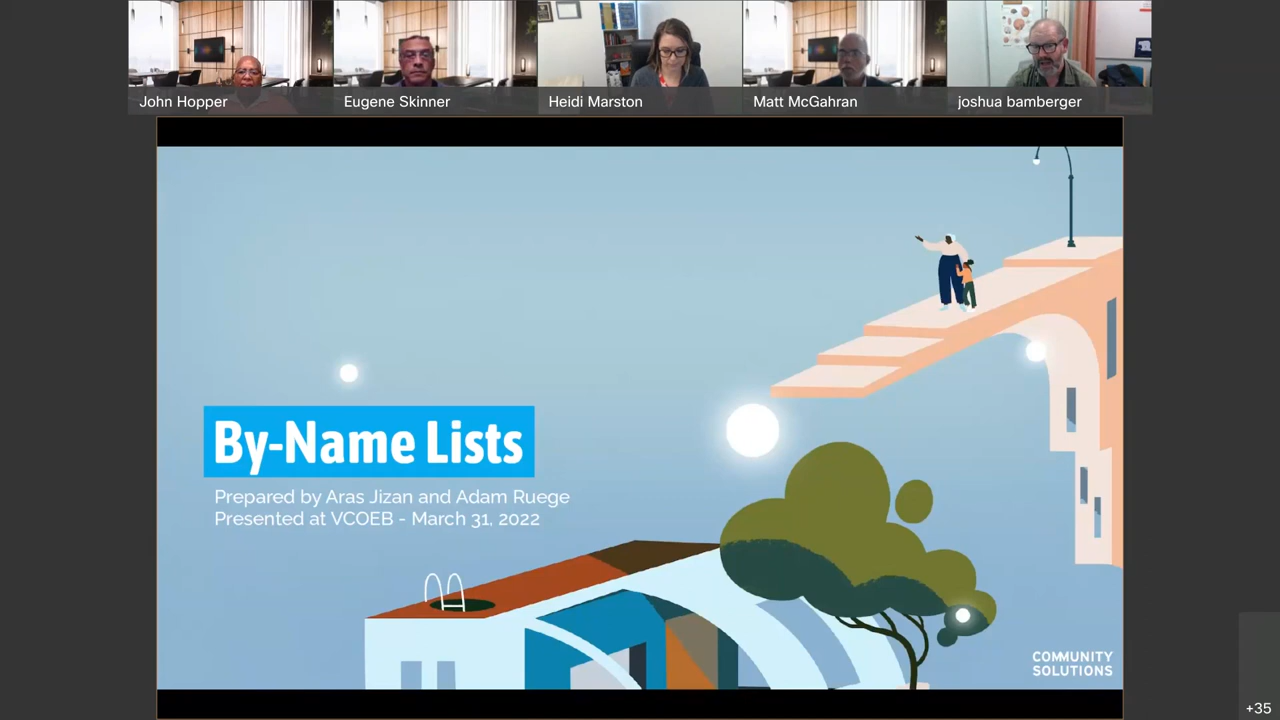 John Hopper
Eugene Skinner
Heidi Marston
Matt McGahran
joshua bamberger
By-Name Lists
Prepared by Aras Jizan and Adam Ruege
Presented at VCOEB - March 31, 2022
COMMUNITY
SOLUTIONS
+35